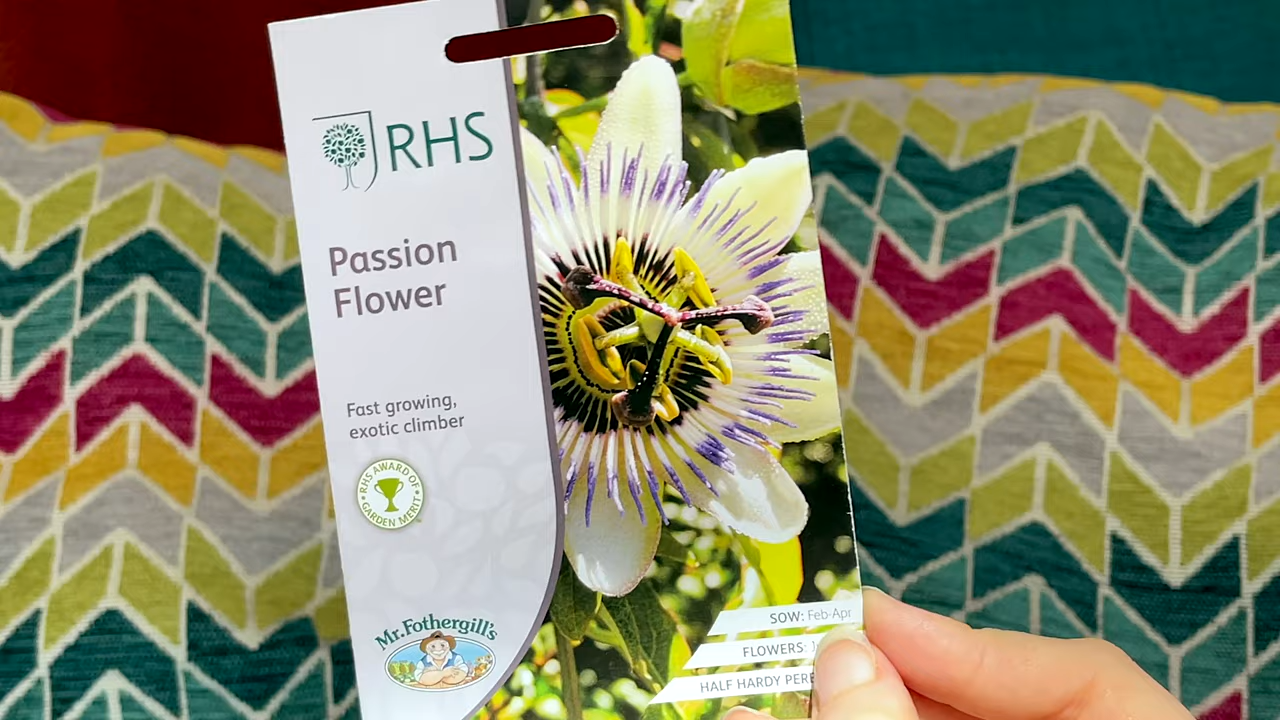 RHS
Passion
Flower
Fast growing,
exotic climber
RHS AWARD OF
GARDEN MERIT
Mr. Fothergill's
SOW: Feb-Apr
FLOWERS:
HALF HARDY